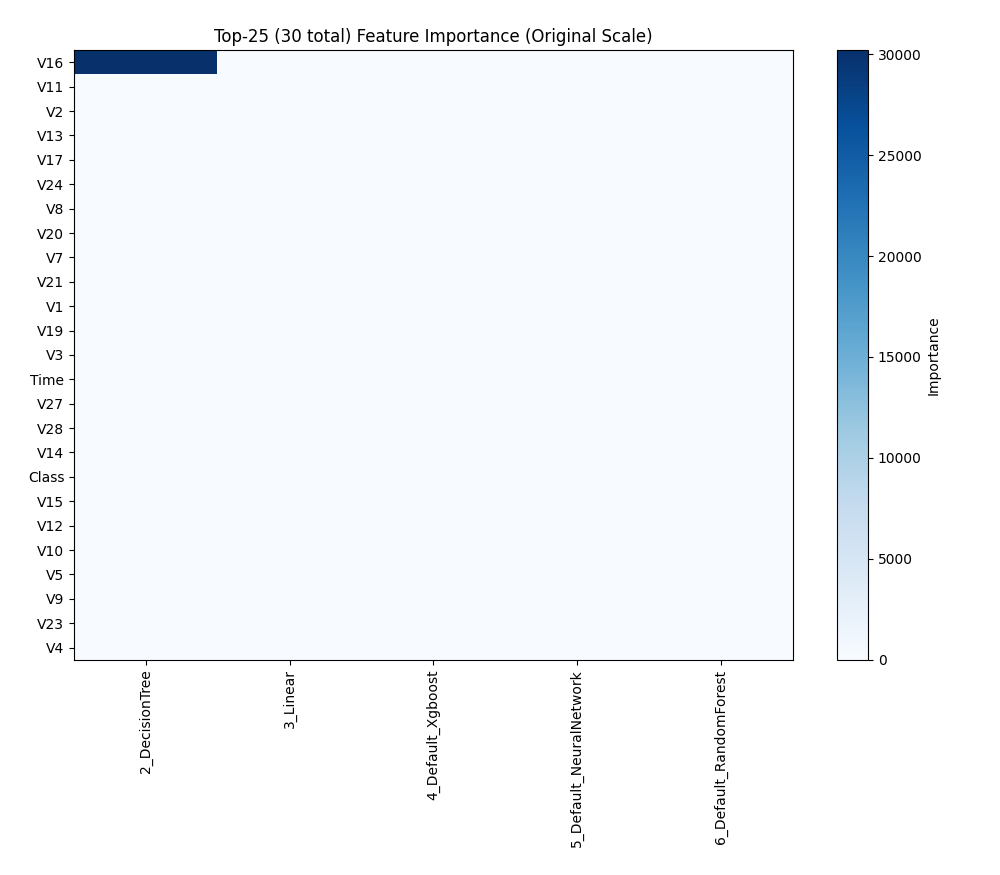 Top-25 (30 total) Feature Importance (Original Scale)
V16
V11
V2
V13
V17
V24
V8
V20
V7
V21
V1
V19
V3
Time
V27
V28
V14
Class
V15
V12
V10
V5
V9
V23
V4
2_DecisionTree
3_Linear
4_Default_Xgboost
5_Default_NeuralNetwork
6_Default_RandomForest
30000
25000
20000
15000
10000
5000
0
Importance